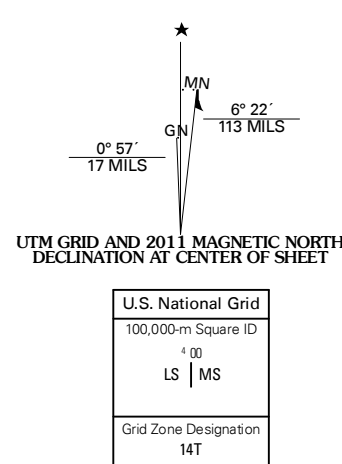 ★
MN
6° 22´
113 MILS
GN
0° 57´
17 MILS
UTM GRID AND 2011 MAGNETIC NORTH
DECLINATION AT CENTER OF SHEET
U.S. National Grid
100,000-m Square ID
4 00
LS MS
Grid Zone Designation
14T